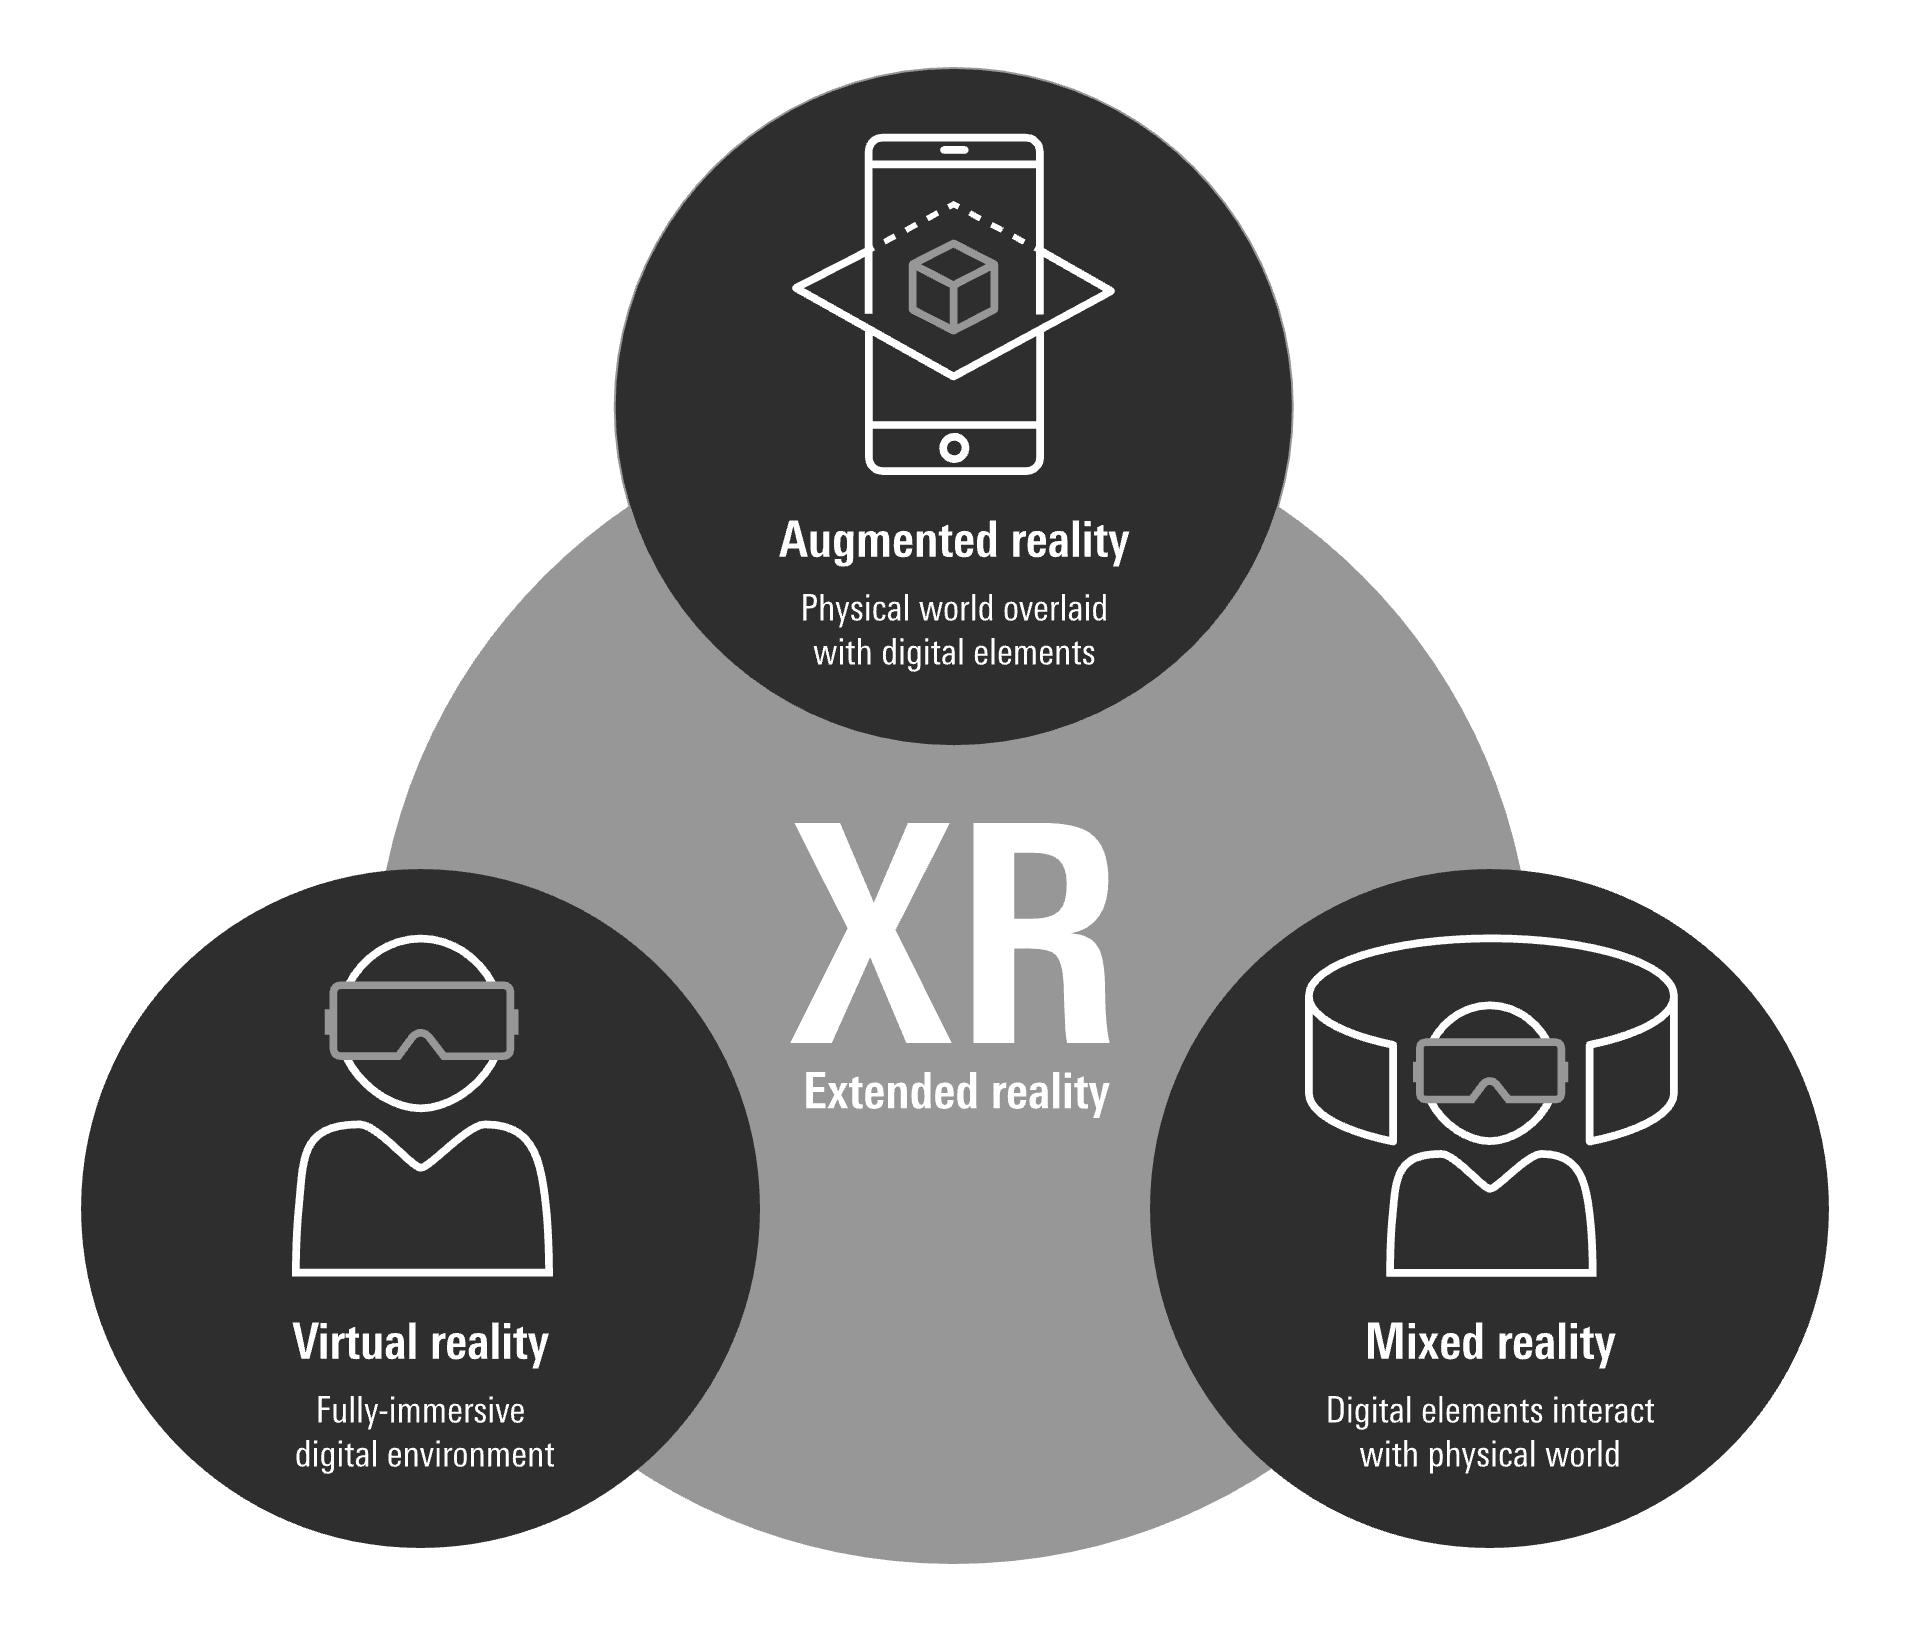 Augmented reality
Physical world overlaid
with digital elements
XR
Extended reality
Virtual reality
Fully-immersive
digital environment
Mixed reality
Digital elements interact
with physical world